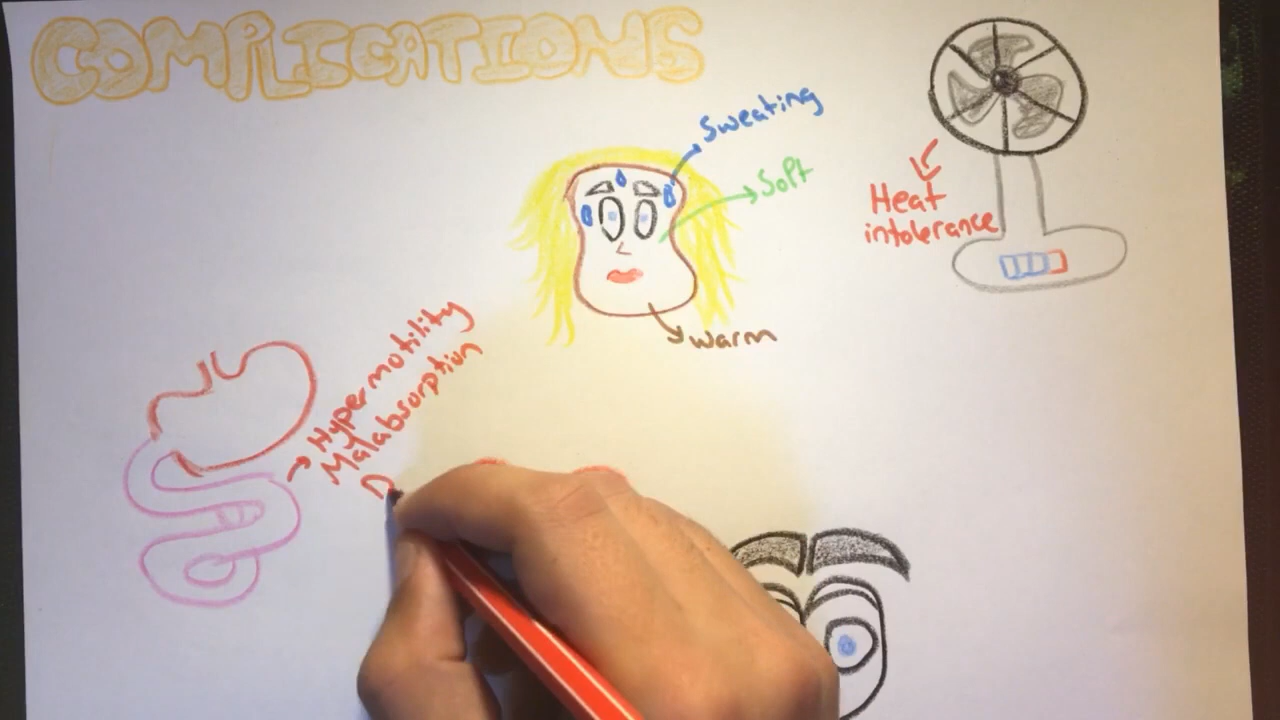 COMPLICATIONS
Sweating
Soft
Heat
intolerance
warm
Hypermotility
Malabsorption
D